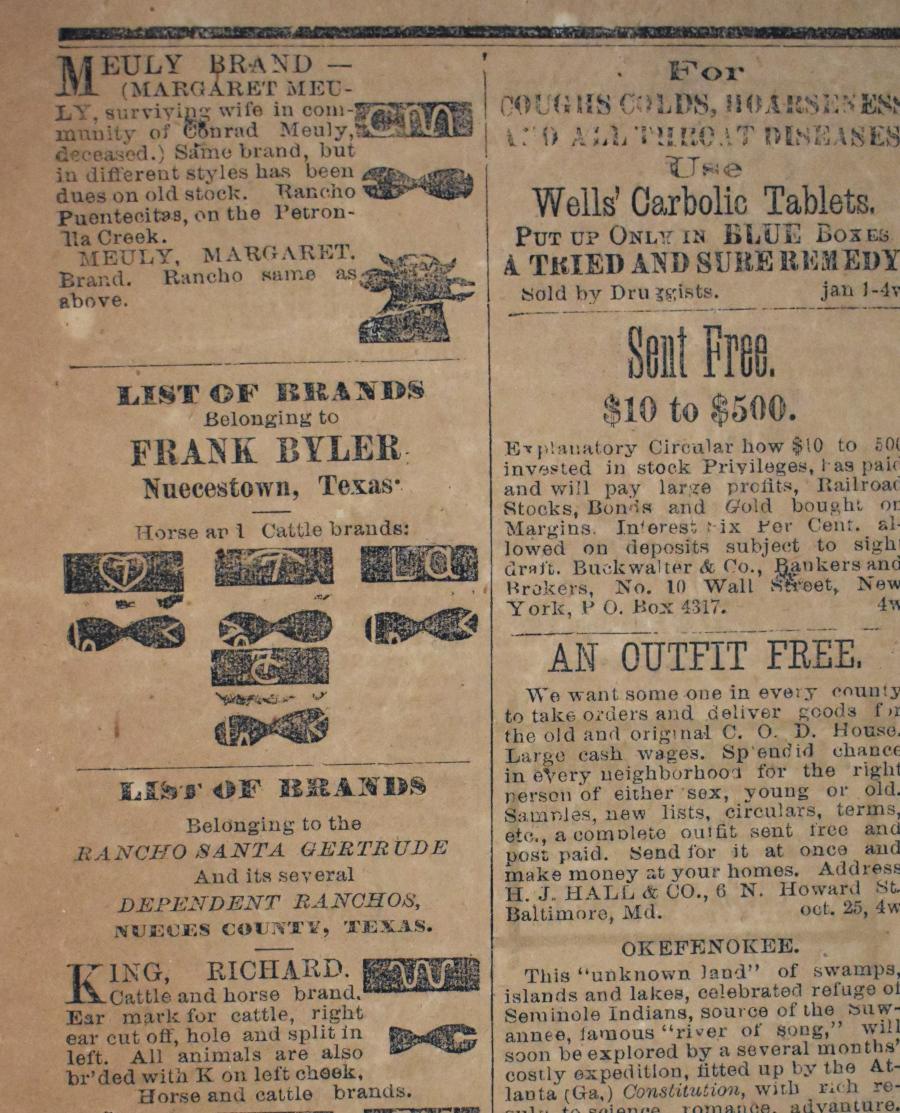 MEULY BRAND —
(MARGARET MEU-
LY, surviving wife in com-
munity of Conrad Meuly,
deceased.) Same brand, but
in different styles has been
dues on old stock. Rancho
Puentecitas, on the Petron-
lla Creek.
MEULY, MARGARET.
Brand. Rancho same as
above.
CM
LIST OF BRANDS
Belonging to
FRANK BYLER
Nuecestown, Texas
Horse and Cattle brands:
7
7
LIST OF BRANDS
Belonging to the
RANCHO SANTA GERTRUDE
And its several
DEPENDENT RANCHOS,
NUECES COUNTY, TEXAS.
KING, RICHARD.
Cattle and horse brand.
Ear mark for cattle, right
ear cut off, hole and split in
left. All animals are also
br'ded with K on left cheek.
Horse and cattle brands.
W
For
COUGHS COLDS, HOARSENESS
AND ALL THROAT DISEASES
Use
Wells' Carbolic Tablets.
PUT UP ONLY IN BLUE BOXES
A TRIED AND SURE REMEDY
Sold by Druggists. jan 1-4w
Sent Free.
$10 to $500.
Explanatory Circular how $10 to 500
invested in stock Privileges, has paid
and will pay large profits, Railroad
Stocks, Bonds and Gold bought on
Margins. Interest Six Per Cent. al-
lowed on deposits subject to sight
draft. Buckwalter & Co., Bankers and
Brokers, No. 10 Wall Street, New
York, P O. Box 4317. 4w
AN OUTFIT FREE.
We want some one in every county
to take orders and deliver goods for
the old and original C. O. D. House.
Large cash wages. Splendid chance
in every neighborhood for the right
person of either sex, young or old.
Samples, new lists, circulars, terms,
etc., a complete outfit sent free and
post paid. Send for it at once and
make money at your homes. Address
H. J. HALL & CO., 6 N. Howard St.
Baltimore, Md. oct. 25, 4w
OKEFENOKEE.
This "unknown land" of swamps,
islands and lakes, celebrated refuge of
Seminole Indians, source of the Suw-
annee, famous "river of song," will
soon be explored by a several months'
costly expedition, fitted up by the At-
lanta (Ga.) Constitution, with rich re-
to science, romance, advanture,